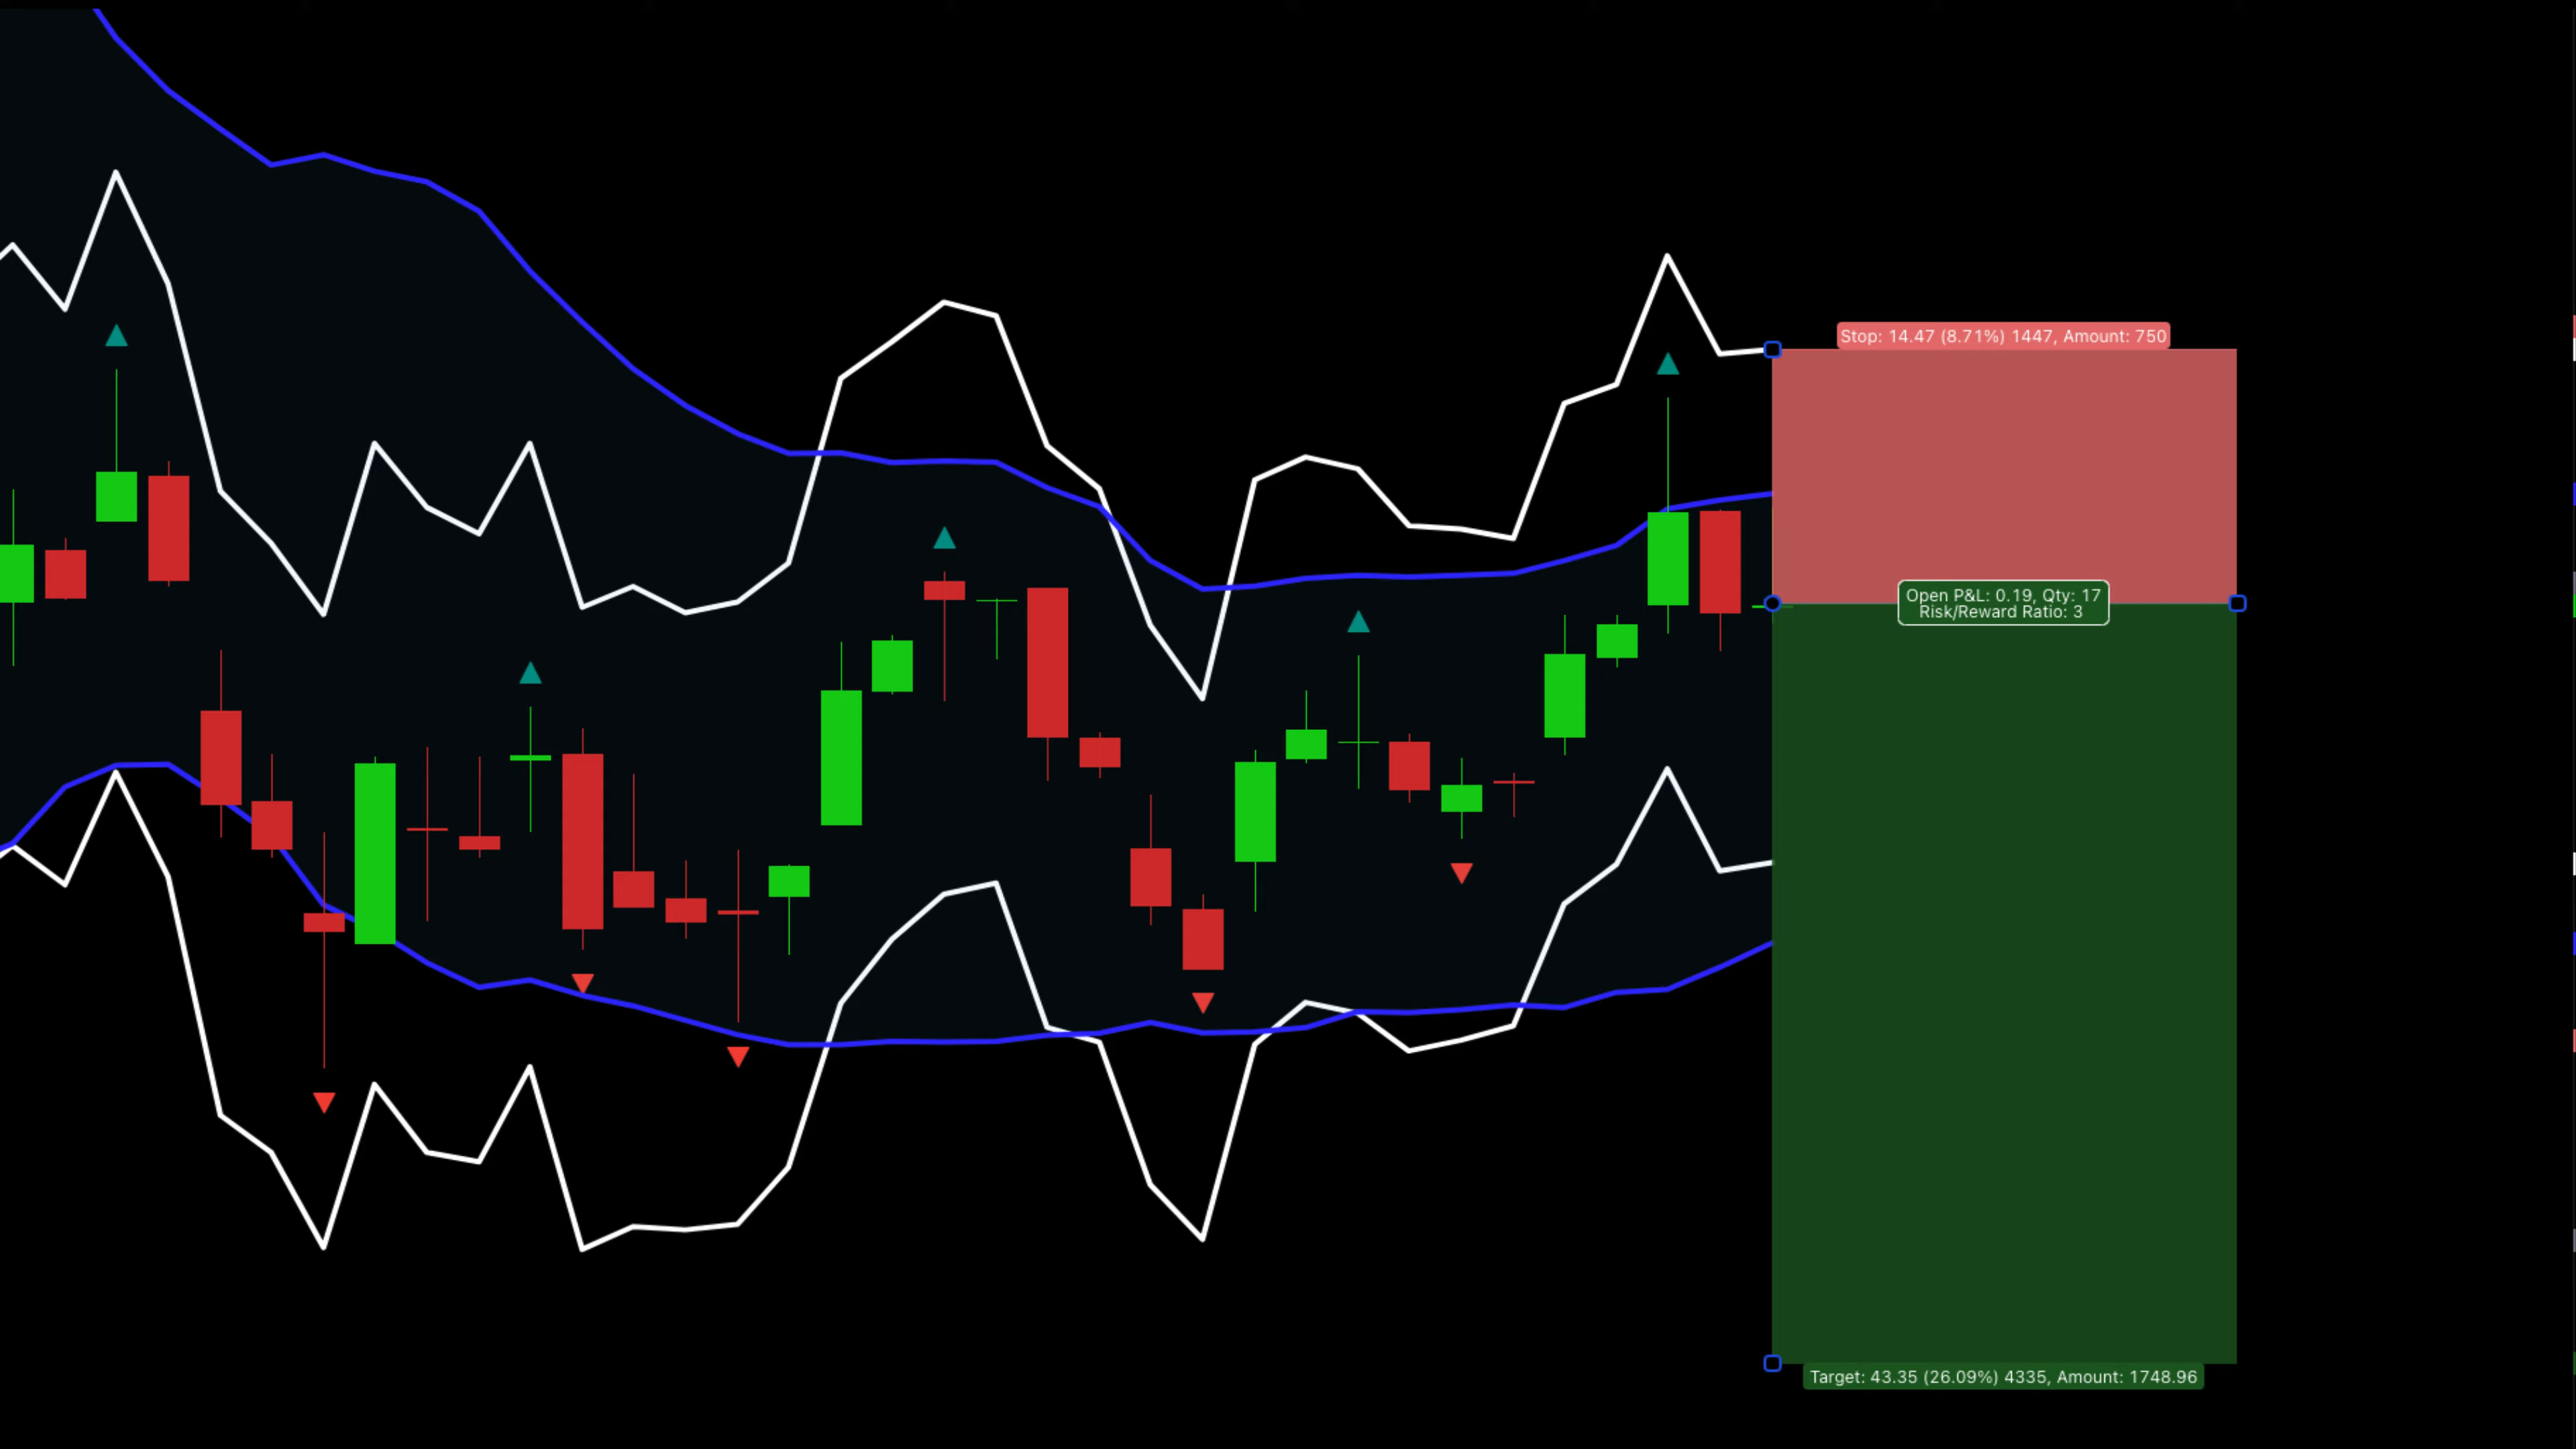 Stop: 14.47 (8.71%) 1447, Amount: 750
Open P&L: 0.19, Qty: 17
Risk/Reward Ratio: 3
Target: 43.35 (26.09%) 4335, Amount: 1748.96